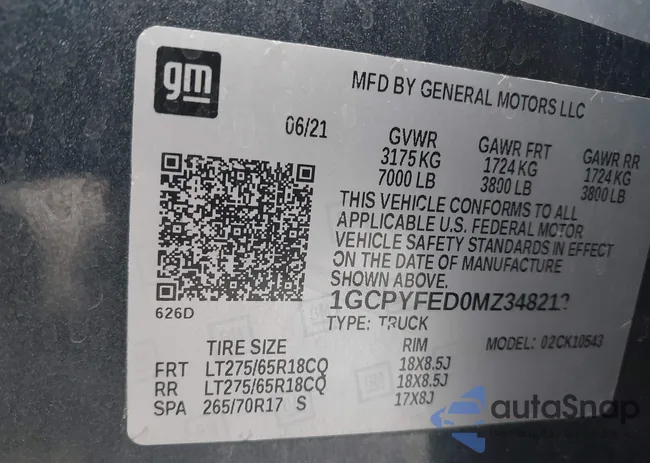 gm
MFD BY GENERAL MOTORS LLC
06/21
GVWR GAWR FRT GAWR RR
3175 KG 1724 KG 1724 KG
7000 LB 3800 LB 3800 LB
THIS VEHICLE CONFORMS TO ALL
APPLICABLE U.S. FEDERAL MOTOR
VEHICLE SAFETY STANDARDS IN EFFECT
ON THE DATE OF MANUFACTURE
SHOWN ABOVE.
626D
TYPE: TRUCK MODEL: 02CK10543
TIRE SIZE RIM
FRT LT275/65R18CQ 18X8.5J
RR LT275/65R18CQ 18X8.5J
SPA 265/70R17 S 17X8J
autoSnap